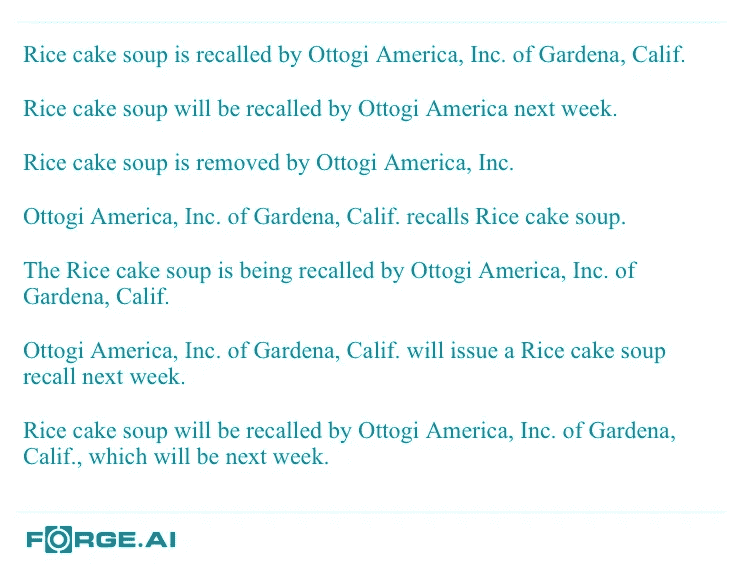 Rice cake soup is recalled by Ottogi America, Inc. of Gardena, Calif.
Rice cake soup will be recalled by Ottogi America next week.
Rice cake soup is removed by Ottogi America, Inc.
Ottogi America, Inc. of Gardena, Calif. recalls Rice cake soup.
The Rice cake soup is being recalled by Ottogi America, Inc. of
Gardena, Calif.
Ottogi America, Inc. of Gardena, Calif. will issue a Rice cake soup
recall next week.
Rice cake soup will be recalled by Ottogi America, Inc. of Gardena,
Calif., which will be next week.
FORGE.AI